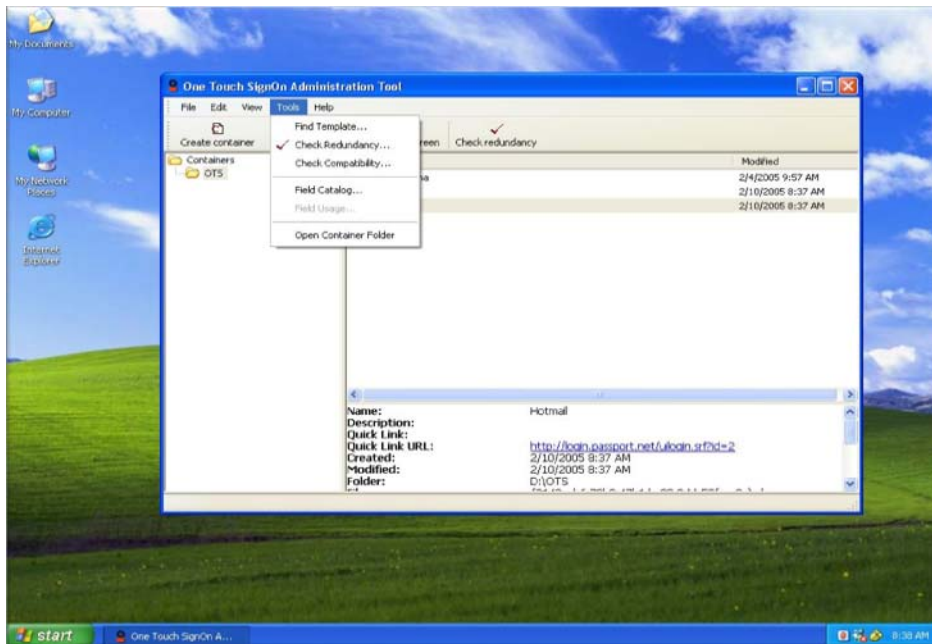 My Documents
My Computer
My Network
Places
Internet
Explorer
One Touch SignOn Administration Tool
File Edit View Tools Help
Create container
reen
Check redundancy
Find Template...
Check Redundancy...
Check Compatibility...
Field Catalog...
Field Usage...
Open Container Folder
Containers
OTS
Modified
2/4/2005 9:57 AM
2/10/2005 8:37 AM
2/10/2005 8:37 AM
Name: Hotmail
Description:
Quick Link:
Quick Link URL: http://login.passport.net/uilogin.srf?id=2
Created: 2/10/2005 8:37 AM
Modified: 2/10/2005 8:37 AM
Folder: D:\OTS
start
One Touch SignOn A...
8:38 AM